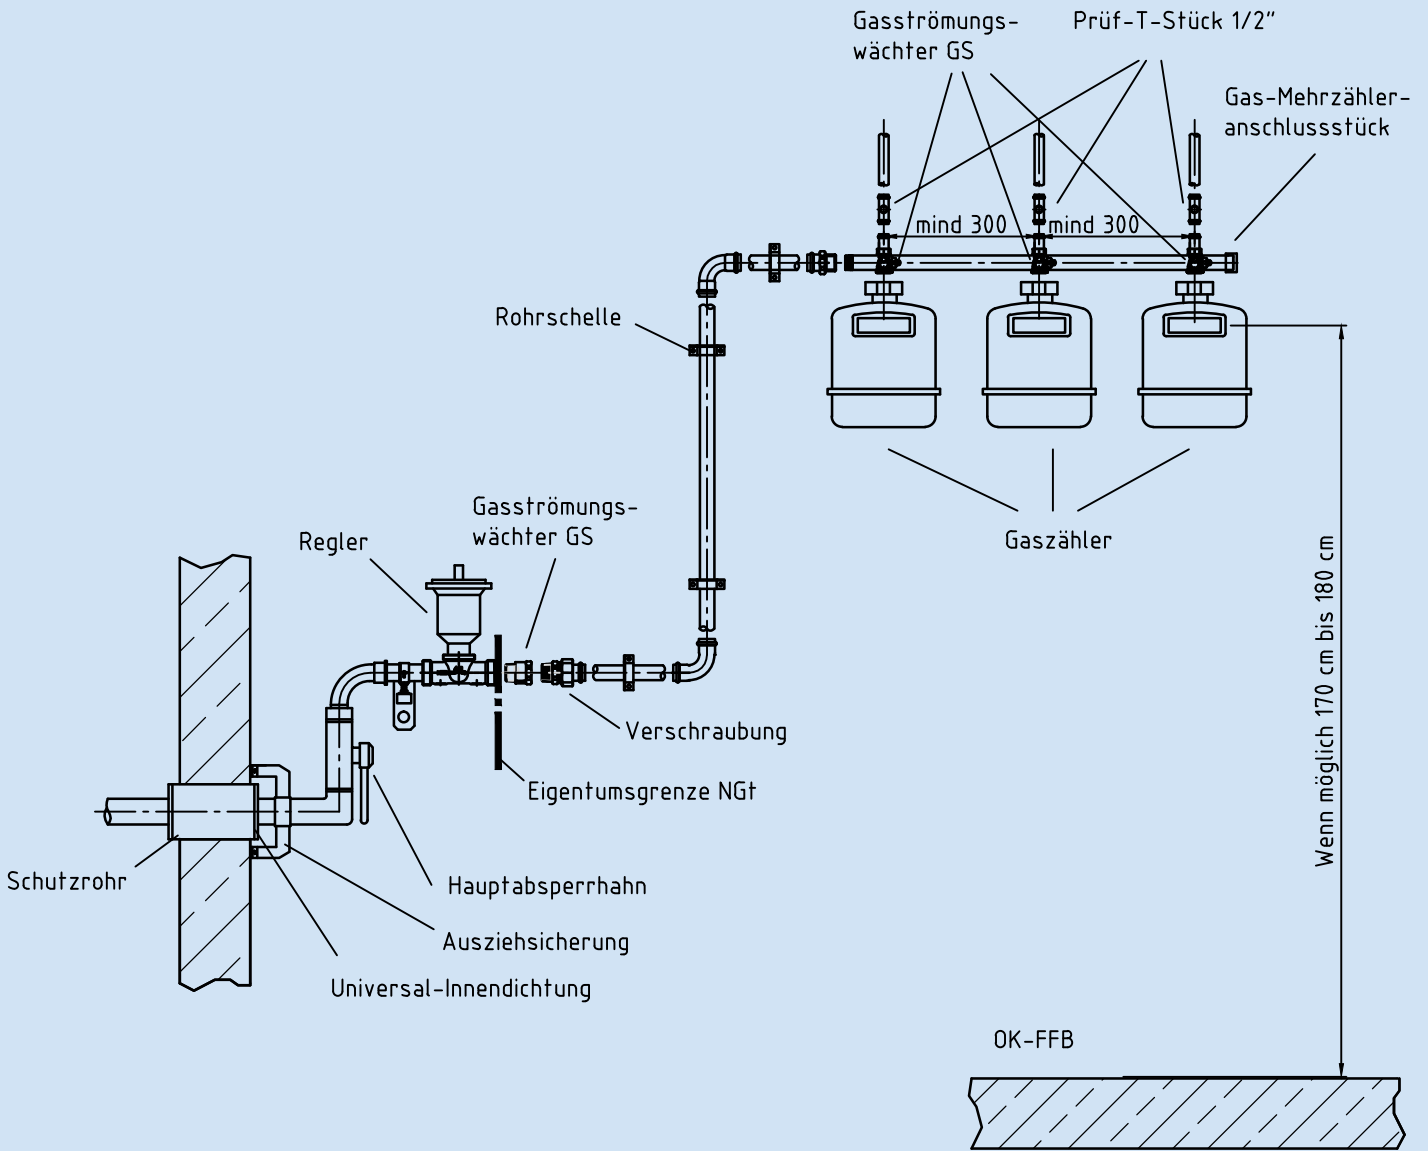 Gasströmungs-
wächter GS
Prüf-T-Stück 1/2"
Gas-Mehrzähler-
anschlussstück
mind 300
mind 300
Rohrschelle
Gasströmungs-
wächter GS
Regler
Gaszähler
Wenn möglich 170 cm bis 180 cm
Verschraubung
Eigentumsgrenze NGt
Schutzrohr
Hauptabsperrhahn
Ausziehsicherung
Universal-Innendichtung
OK-FFB